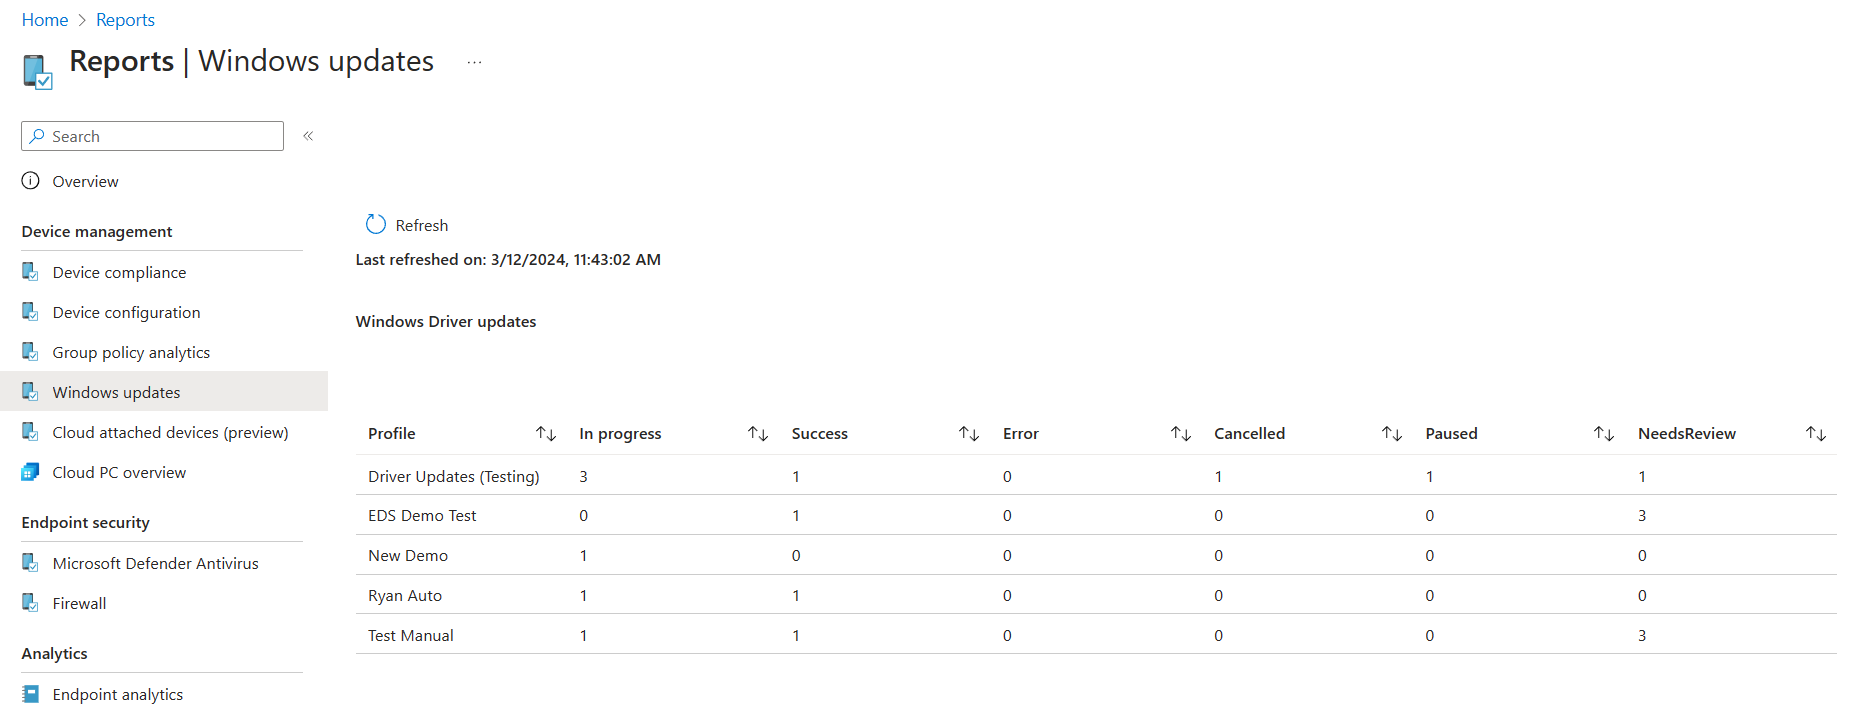 Home > Reports
Reports | Windows updates ...
Search «
Overview
Device management
Device compliance
Device configuration
Group policy analytics
Windows updates
Cloud attached devices (preview)
Cloud PC overview
Endpoint security
Microsoft Defender Antivirus
Firewall
Analytics
Endpoint analytics
Refresh
Last refreshed on: 3/12/2024, 11:43:02 AM
Windows Driver updates
Profile ↑↓ In progress ↑↓ Success ↑↓ Error ↑↓ Cancelled ↑↓ Paused ↑↓ NeedsReview ↑↓
Driver Updates (Testing) 3 1 0 1 1 1
EDS Demo Test 0 1 0 0 0 3
New Demo 1 0 0 0 0 0
Ryan Auto 1 1 0 0 0 0
Test Manual 1 1 0 0 0 3